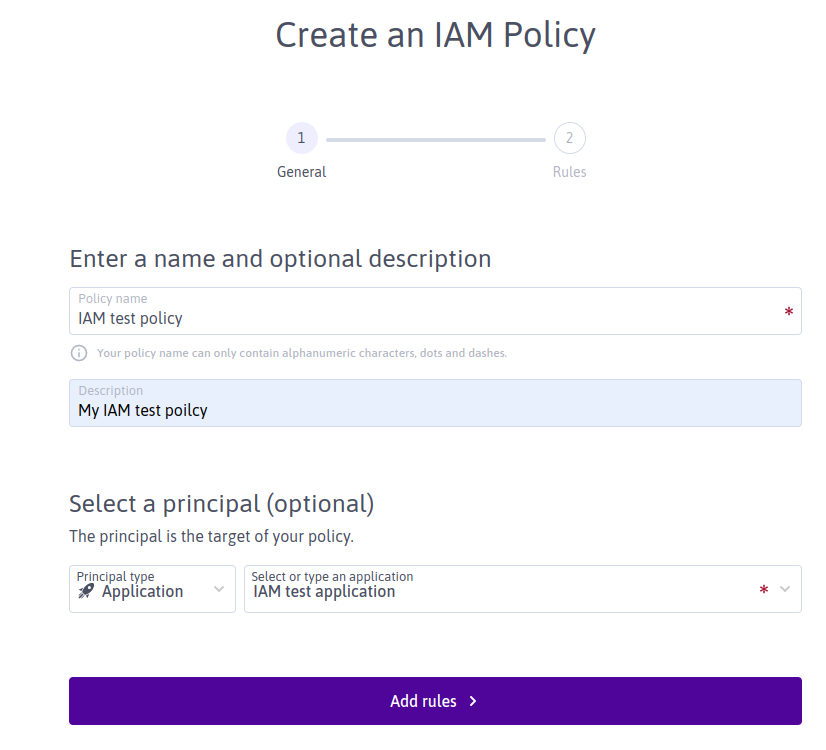 Create an IAM Policy
1
2
General
Rules
Enter a name and optional description
Policy name
IAM test policy
*
Your policy name can only contain alphanumeric characters, dots and dashes.
Description
My IAM test poilcy
Select a principal (optional)
The principal is the target of your policy.
Principal type
Application
Select or type an application
IAM test application
*
Add rules